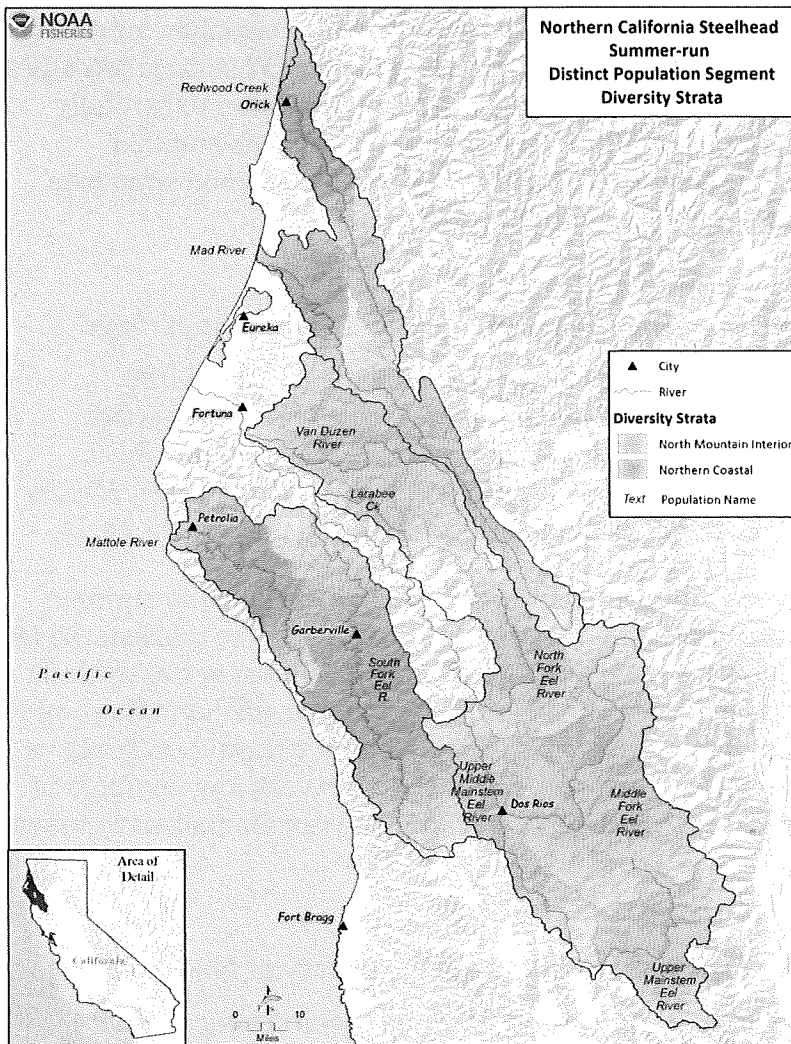 NOAA
FISHERIES
Northern California Steelhead
Summer-run
Distinct Population Segment
Diversity Strata
Redwood Creek
Orick
Mad River
Eureka
Fortuna
Van Duzen
River
Larabee
Ck
Petrolia
Mattole River
Garberville
South
Fork
Eel
R.
North
Fork
Eel
River
Pacific
Ocean
Upper
Middle
Mainstem
Eel
River
Dos Rios
Middle
Fork
Eel
River
Fort Bragg
Upper
Mainstem
Eel
River
City
River
Diversity Strata
North Mountain Interior
Northern Coastal
Text Population Name
Area of
Detail
California
0 10
Miles